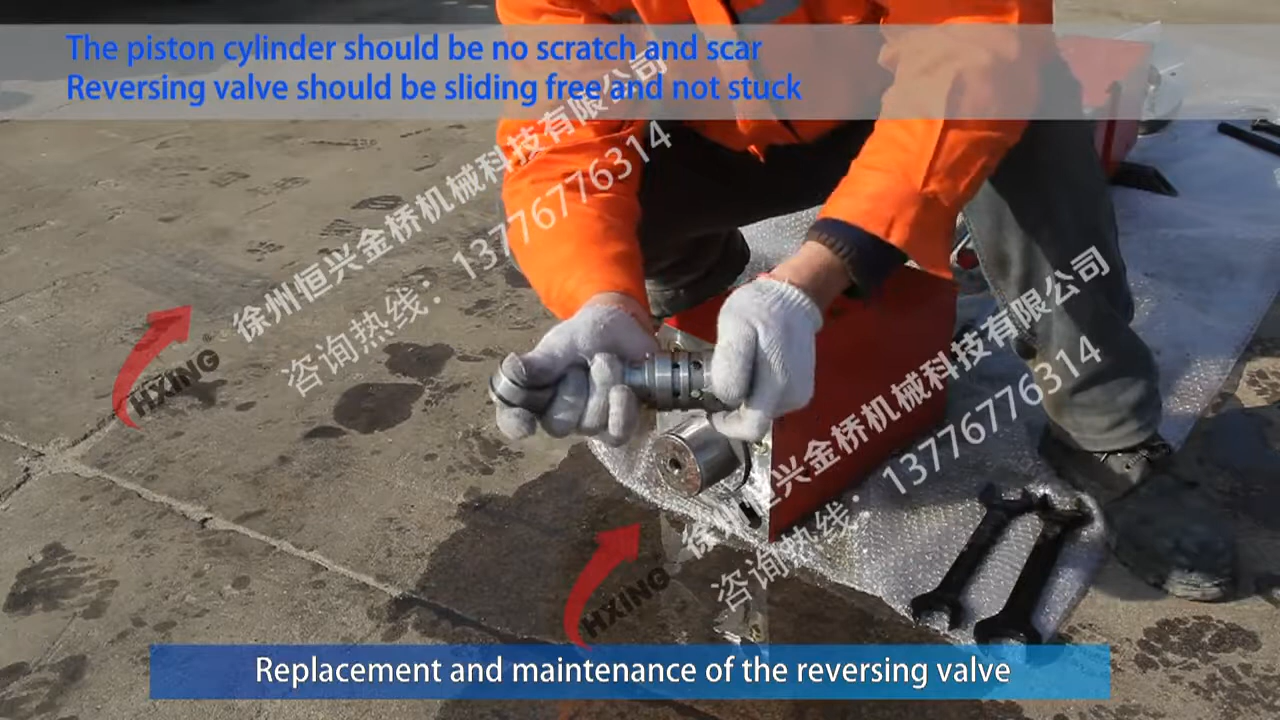 The piston cylinder should be no scratch and scar
Reversing valve should be sliding free and not stuck
徐州恒兴金桥机械科技有限公司
咨询热线：13776776314
HXING
徐州恒兴金桥机械科技有限公司
咨询热线：13776776314
HXING
Replacement and maintenance of the reversing valve